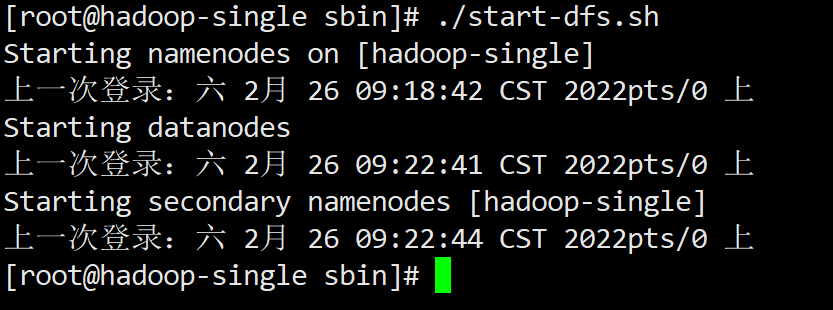 [root@hadoop-single sbin]# ./start-dfs.sh
Starting namenodes on [hadoop-single]
上一次登录：六 2月 26 09:18:42 CST 2022pts/0 上
Starting datanodes
上一次登录：六 2月 26 09:22:41 CST 2022pts/0 上
Starting secondary namenodes [hadoop-single]
上一次登录：六 2月 26 09:22:44 CST 2022pts/0 上
[root@hadoop-single sbin]#